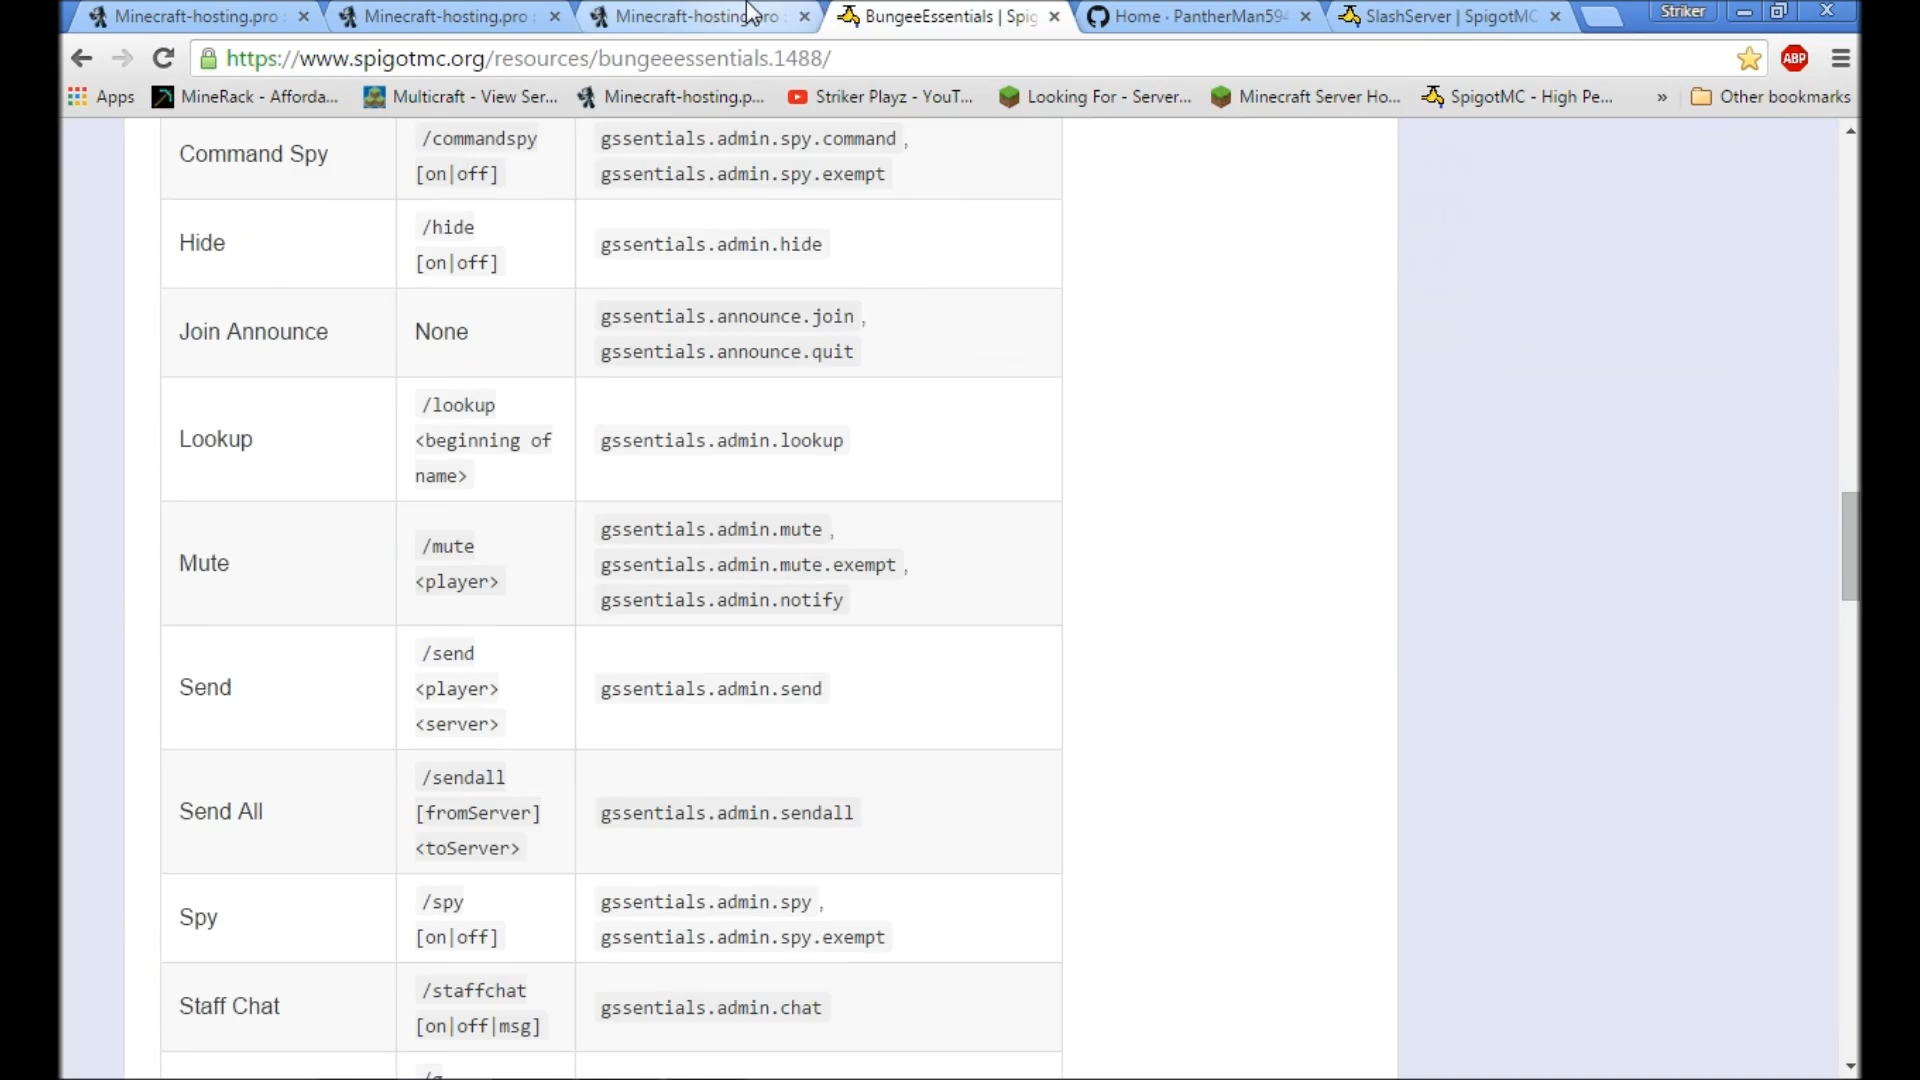 Minecraft-hosting.pro
Minecraft-hosting.pro
Minecraft-hosting.pro
BungeeEssentials | Spig
Home · PantherMan594
SlashServer | SpigotMC
Striker
https://www.spigotmc.org/resources/bungeeessentials.1488/
ABP
Apps
MineRack - Afforda...
Multicraft - View Ser...
Minecraft-hosting.p...
Striker Playz - YouT...
Looking For - Server...
Minecraft Server Ho...
SpigotMC - High Pe...
»
Other bookmarks
Command Spy
/commandspy
[on|off]
gssentials.admin.spy.command ,
gssentials.admin.spy.exempt
Hide
/hide
[on|off]
gssentials.admin.hide
Join Announce
None
gssentials.announce.join ,
gssentials.announce.quit
Lookup
/lookup
<beginning of
name>
gssentials.admin.lookup
Mute
/mute
<player>
gssentials.admin.mute ,
gssentials.admin.mute.exempt ,
gssentials.admin.notify
Send
/send
<player>
<server>
gssentials.admin.send
Send All
/sendall
[fromServer]
<toServer>
gssentials.admin.sendall
Spy
/spy
[on|off]
gssentials.admin.spy ,
gssentials.admin.spy.exempt
Staff Chat
/staffchat
[on|off|msg]
gssentials.admin.chat